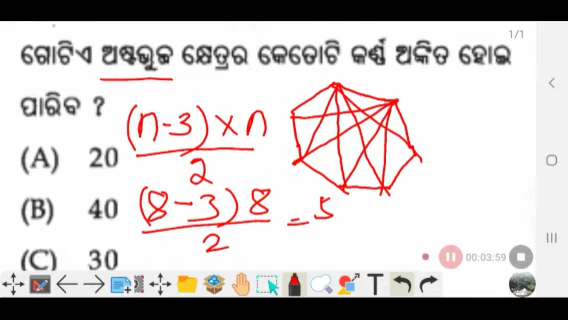 1/1
ଗୋଟିଏ ଅଷ୍ଟଭୁଜ କ୍ଷେତ୍ରର କେତୋଟି କର୍ଣ୍ଣ ଅଙ୍କିତ ହୋଇ
ପାରିବ ?
(n-3)×n
2
(A) 20
(B) 40
(8-3)8
2
= 5
(C) 30
00:03:59
T